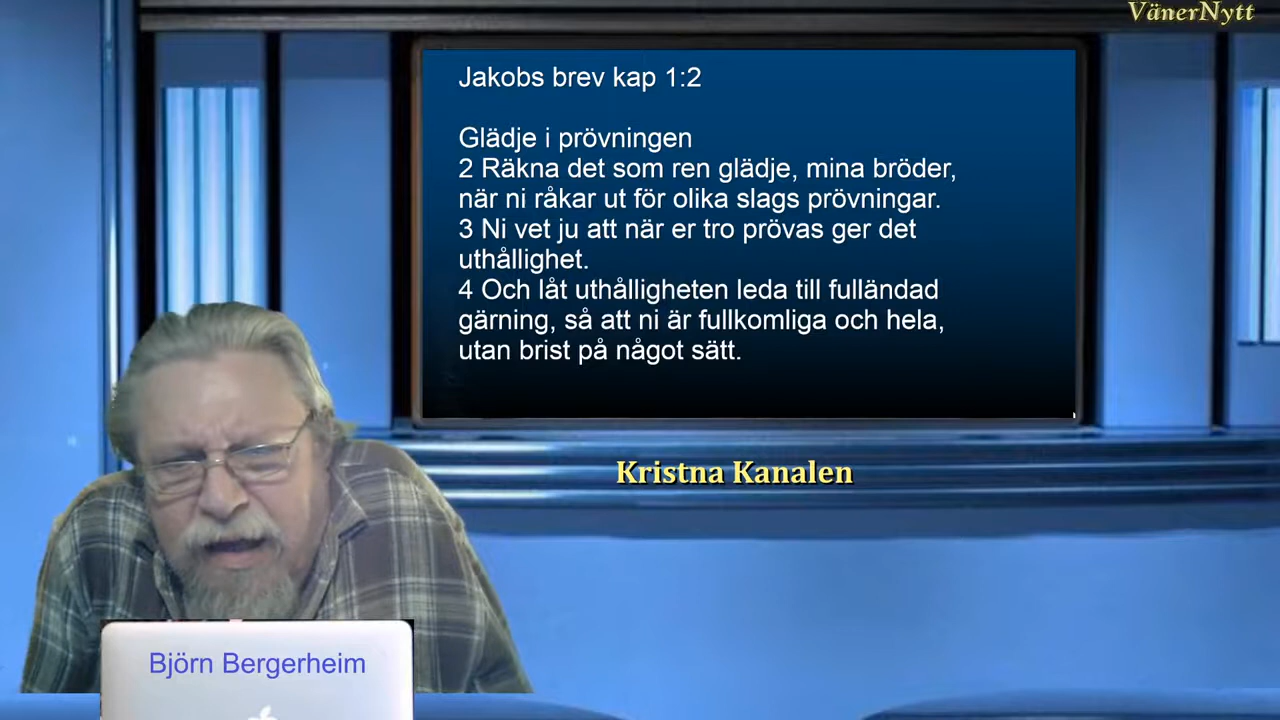 VänerNytt
Jakobs brev kap 1:2
Glädje i prövningen
2 Räkna det som ren glädje, mina bröder,
när ni råkar ut för olika slags prövningar.
3 Ni vet ju att när er tro prövas ger det
uthållighet.
4 Och låt uthålligheten leda till fulländad
gärning, så att ni är fullkomliga och hela,
utan brist på något sätt.
Kristna Kanalen
Björn Bergerheim